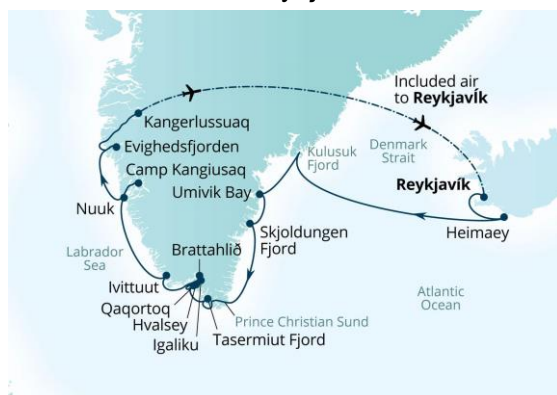 Included air
to Reykjavík
Kangerlussuaq
Evighedsfjorden
Camp Kangiusaq
Kulusuk
Fjord
Denmark
Strait
Umivik Bay
Reykjavík
Nuuk
Skjoldungen
Fjord
Heimaey
Labrador
Sea
Brattahlið
Ivittuut
Atlantic
Ocean
Qaqortoq
Hvalsey
Igaliku
Prince Christian Sund
Tasermiut Fjord